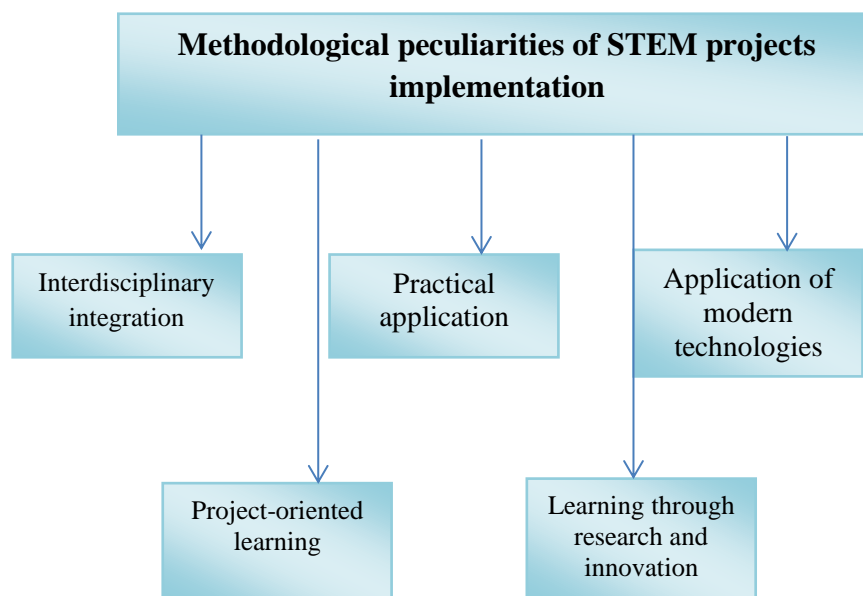 Methodological peculiarities of STEM projects
implementation
Interdisciplinary
integration
Practical
application
Application of
modern
technologies
Project-oriented
learning
Learning through
research and
innovation